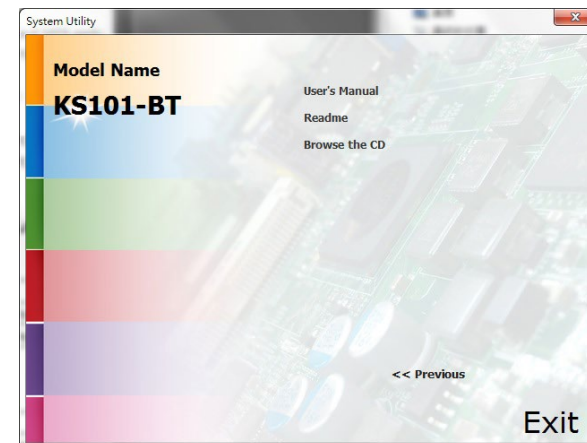 System Utility
Model Name
KS101-BT
User's Manual
Readme
Browse the CD
<< Previous
Exit